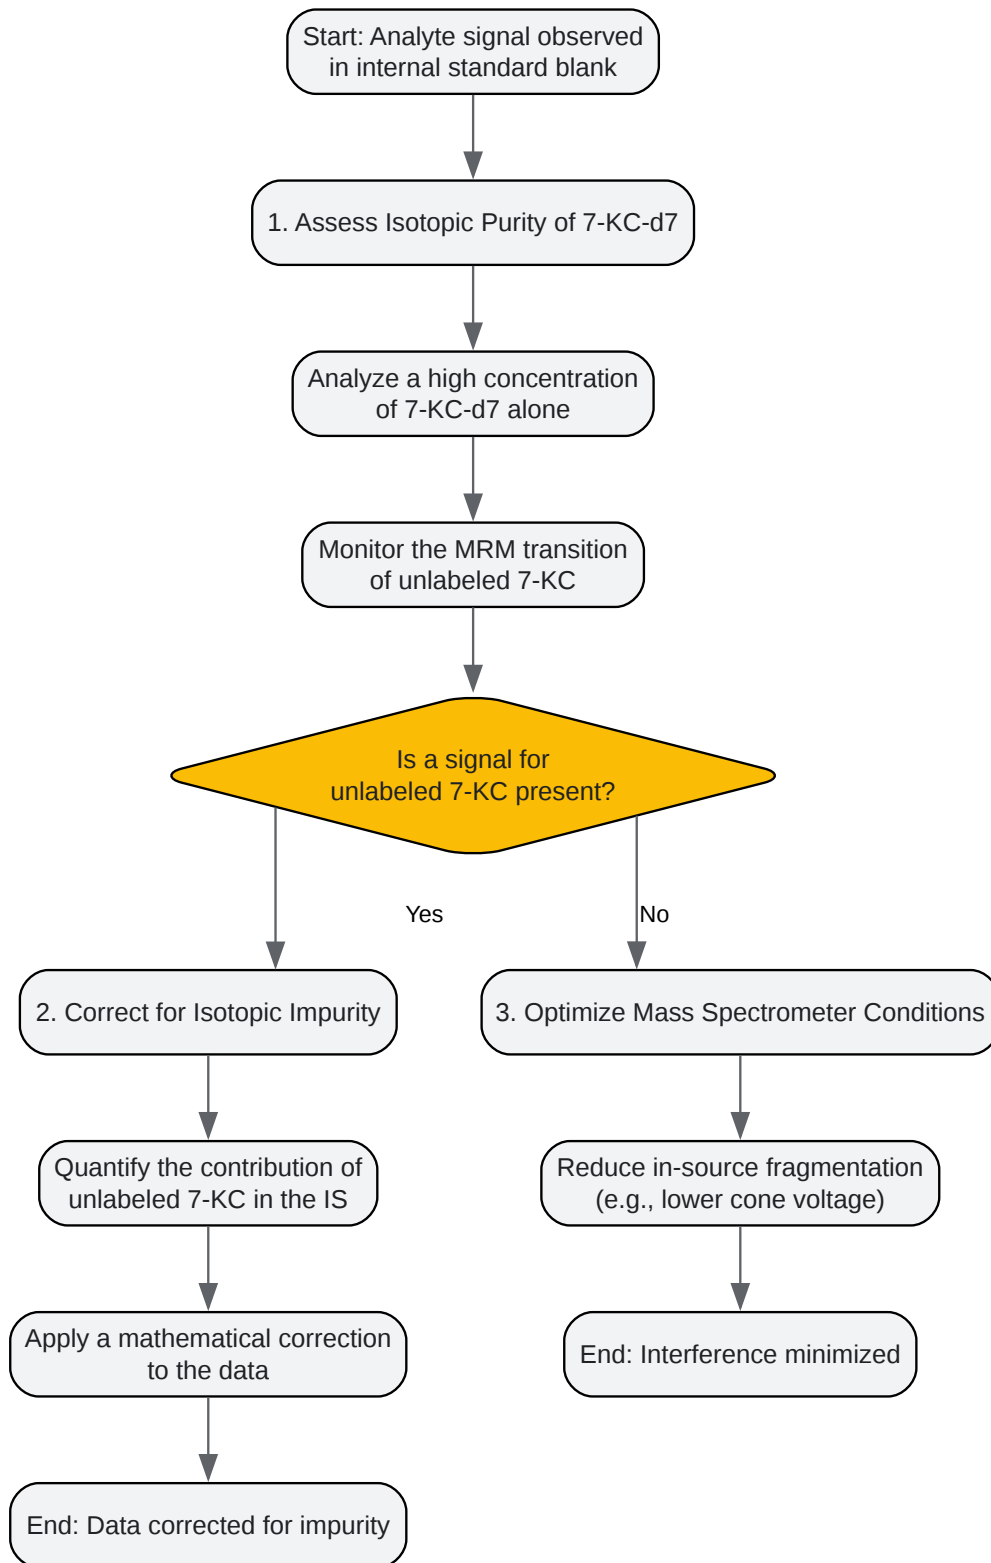 Start: Analyte signal observed
in internal standard blank
1. Assess Isotopic Purity of 7-KC-d7
Analyze a high concentration
of 7-KC-d7 alone
Monitor the MRM transition
of unlabeled 7-KC
Is a signal for
unlabeled 7-KC present?
Yes
No
2. Correct for Isotopic Impurity
3. Optimize Mass Spectrometer Conditions
Quantify the contribution of
unlabeled 7-KC in the IS
Reduce in-source fragmentation
(e.g., lower cone voltage)
Apply a mathematical correction
to the data
End: Interference minimized
End: Data corrected for impurity